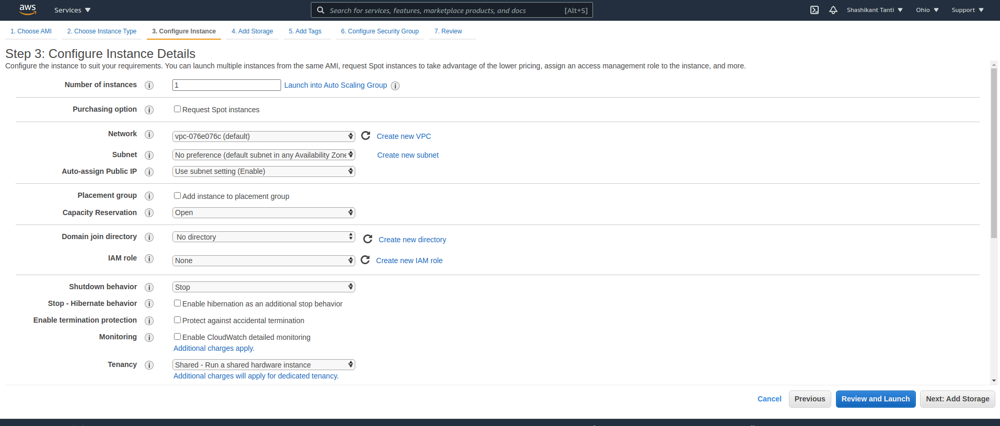 aws Services Search for services, features, marketplace products, and docs [Alt+S] Shashikant Tanti Ohio Support
1. Choose AMI 2. Choose Instance Type 3. Configure Instance 4. Add Storage 5. Add Tags 6. Configure Security Group 7. Review
Step 3: Configure Instance Details
Configure the instance to suit your requirements. You can launch multiple instances from the same AMI, request Spot instances to take advantage of the lower pricing, assign an access management role to the instance, and more.
Number of instances 1 Launch into Auto Scaling Group
Purchasing option Request Spot instances
Network vpc-076e076c (default) Create new VPC
Subnet No preference (default subnet in any Availability Zone Create new subnet
Auto-assign Public IP Use subnet setting (Enable)
Placement group Add instance to placement group
Capacity Reservation Open
Domain join directory No directory Create new directory
IAM role None Create new IAM role
Shutdown behavior Stop
Stop - Hibernate behavior Enable hibernation as an additional stop behavior
Enable termination protection Protect against accidental termination
Monitoring Enable CloudWatch detailed monitoring
Additional charges apply.
Tenancy Shared - Run a shared hardware instance
Additional charges will apply for dedicated tenancy.
Cancel Previous Review and Launch Next: Add Storage